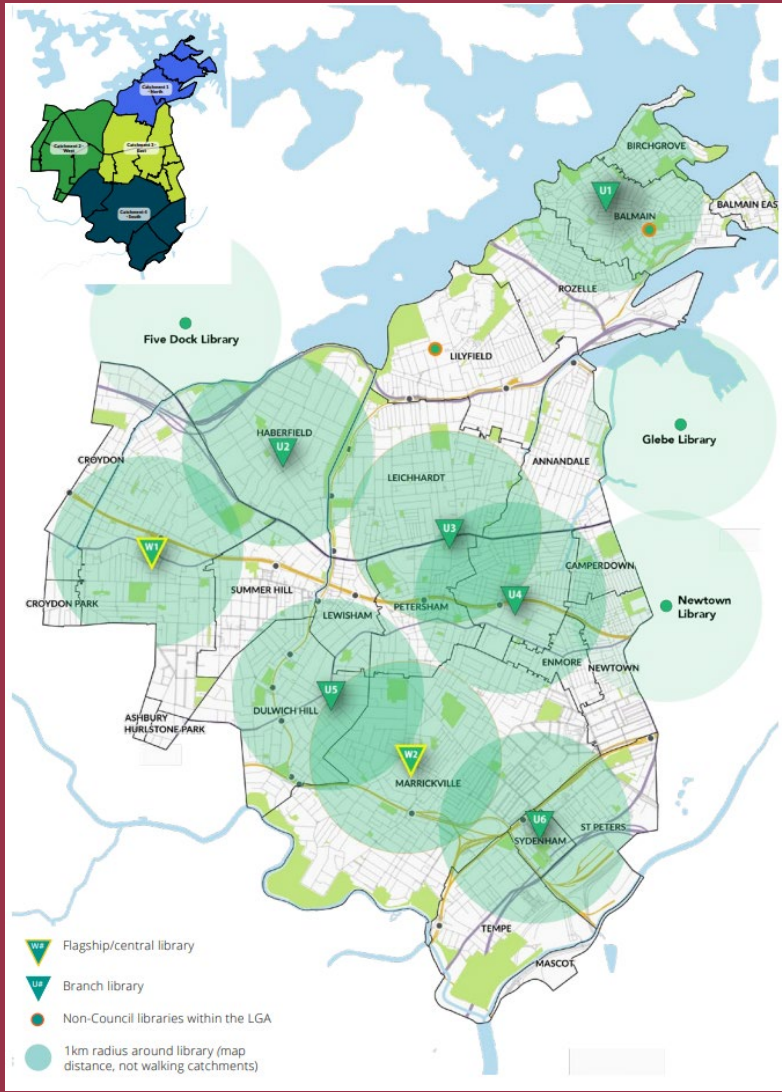 Catchment 1
- North
Catchment 2-
West
Catchment 3 -
East
Catchment 4
- South
BIRCHGROVE
U1
BALMAIN
BALMAIN EAST
ROZELLE
Five Dock Library
LILYFIELD
HABERFIELD
U2
Glebe Library
CROYDON
LEICHHARDT
ANNANDALE
U3
W1
CAMPERDOWN
SUMMER HILL
U4
CROYDON PARK
PETERSHAM
Newtown
Library
LEWISHAM
ENMORE
NEWTOWN
U5
DULWICH HILL
ASHBURY
HURLSTONE PARK
W2
MARRICKVILLE
U6
ST PETERS
SYDENHAM
TEMPE
MASCOT
W#
Flagship/central library
U#
Branch library
Non-Council libraries within the LGA
1km radius around library (map
distance, not walking catchments)